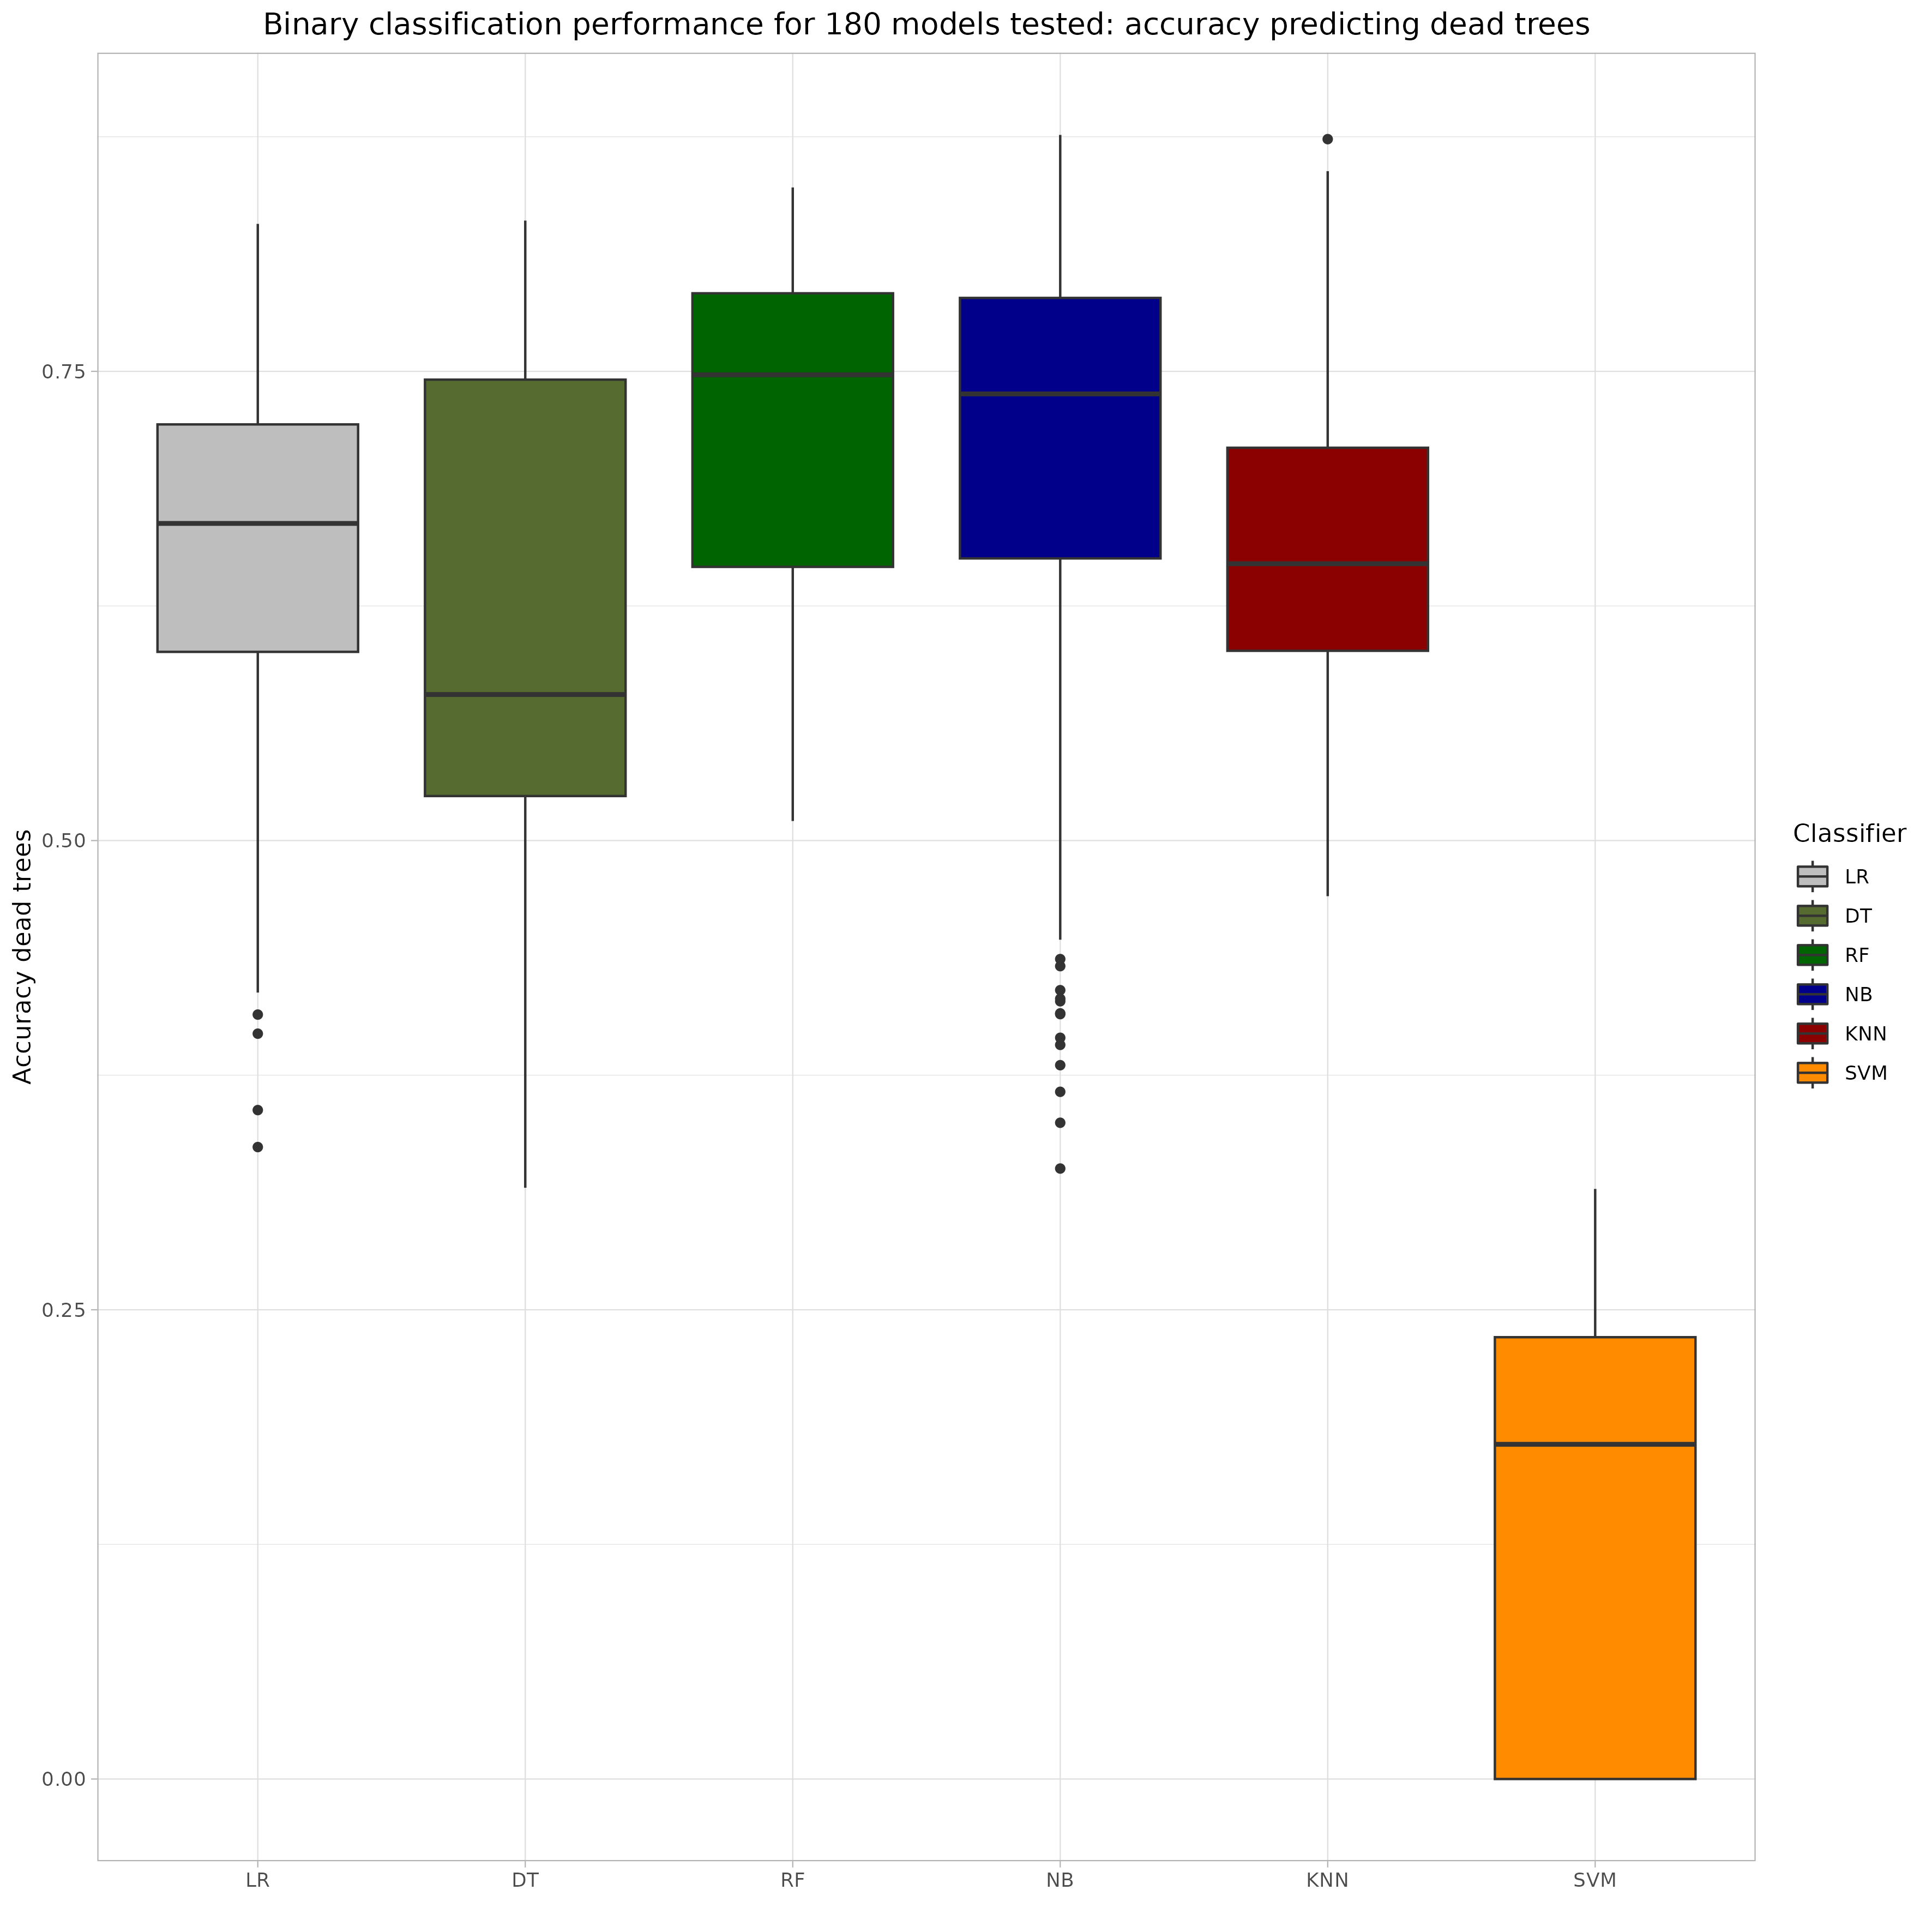 Binary classification performance for 180 models tested: accuracy predicting dead trees
Accuracy dead trees
0.75
0.50
0.25
0.00
LR
DT
RF
NB
KNN
SVM
Classifier
LR
DT
RF
NB
KNN
SVM